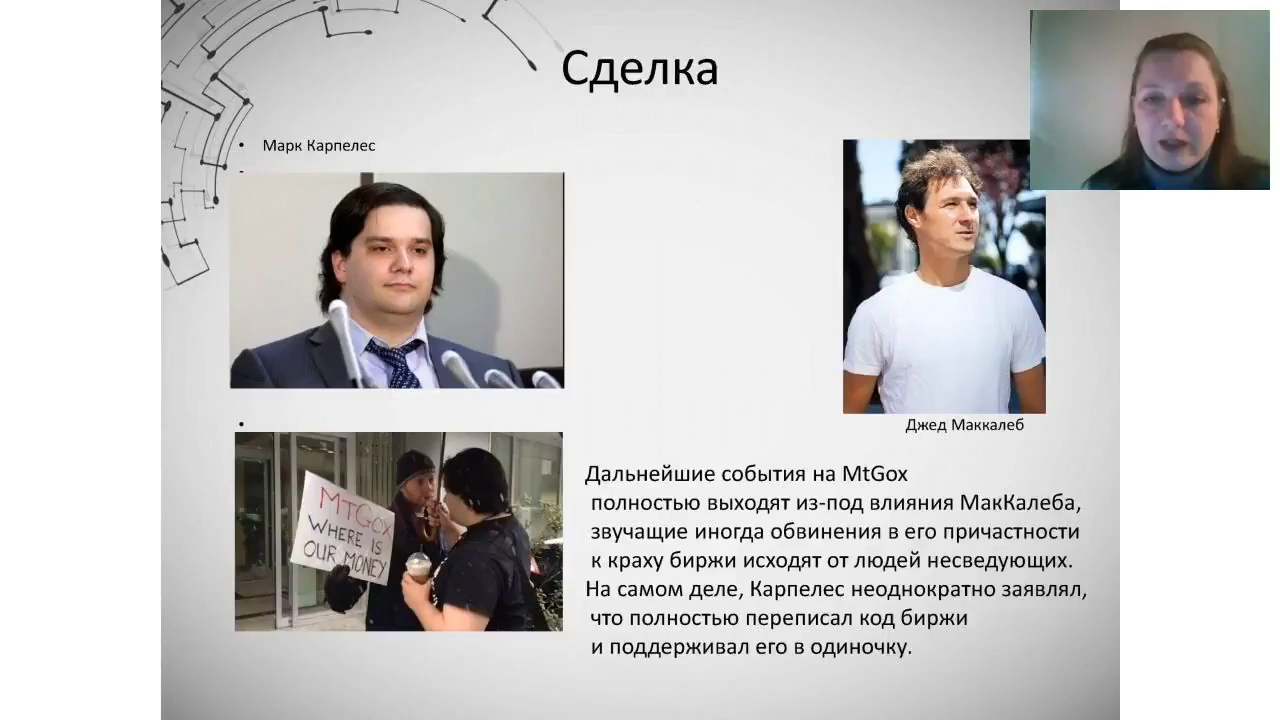 Сделка
Марк Карпелес
Джед Маккалеб
MTGOX
WHERE IS
OUR MONEY
Дальнейшие события на MtGox
полностью выходят из-под влияния МакКалеба,
звучащие иногда обвинения в его причастности
к краху биржи исходят от людей несведующих.
На самом деле, Карпелес неоднократно заявлял,
что полностью переписал код биржи
и поддерживал его в одиночку.